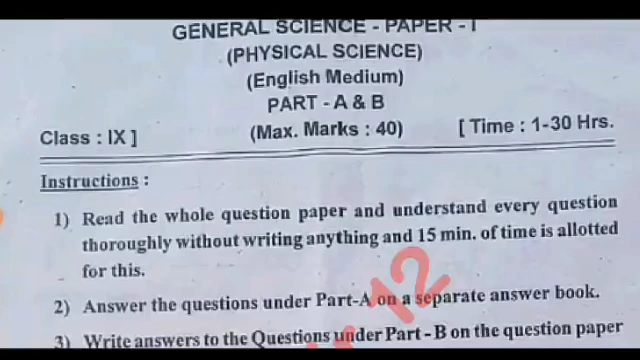 GENERAL SCIENCE - PAPER - I
(PHYSICAL SCIENCE)
(English Medium)
PART - A & B
Class : IX ] (Max. Marks : 40) [ Time : 1-30 Hrs.
Instructions :
1) Read the whole question paper and understand every question
thoroughly without writing anything and 15 min. of time is allotted
for this.
2) Answer the questions under Part-A on a separate answer book.
3) Write answers to the Questions under Part - B on the question paper
12